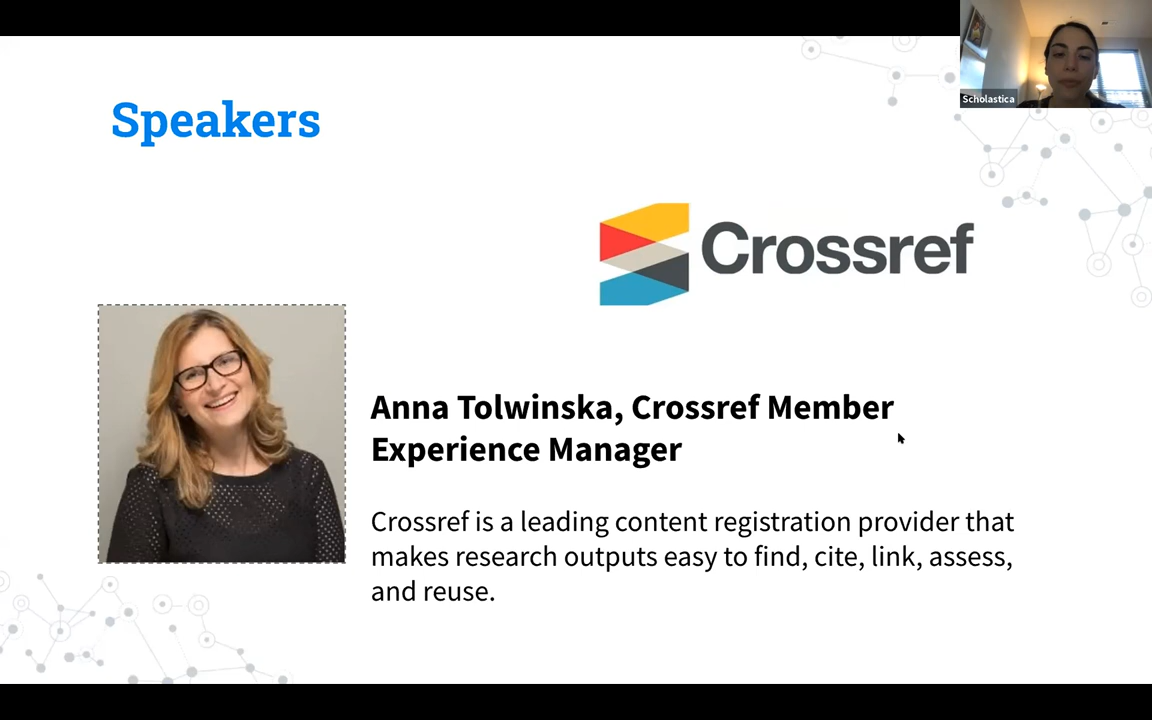 Scholastica
Speakers
Crossref
Anna Tolwinska, Crossref Member
Experience Manager
Crossref is a leading content registration provider that
makes research outputs easy to find, cite, link, assess,
and reuse.